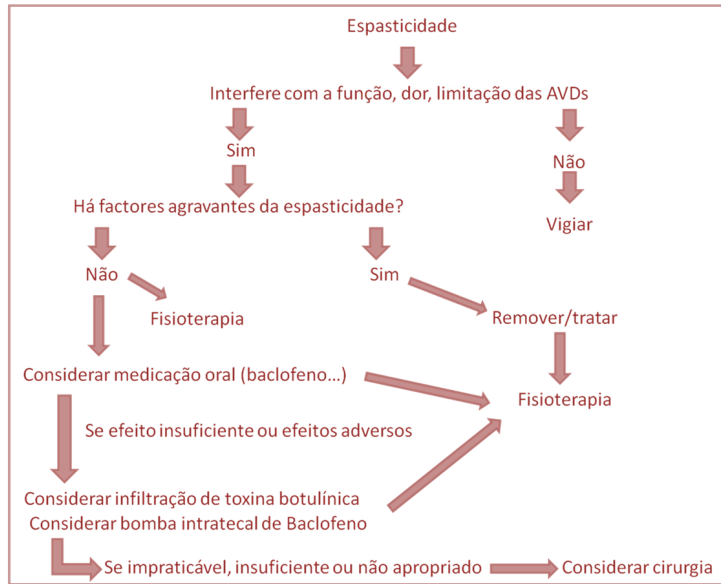 Espasticidade
Interfere com a função, dor, limitação das AVDs
Sim
Não
Há factores agravantes da espasticidade?
Vigiar
Não
Sim
Fisioterapia
Remover/tratar
Considerar medicação oral (baclofeno...)
Fisioterapia
Se efeito insuficiente ou efeitos adversos
Considerar infiltração de toxina botulínica
Considerar bomba intratecal de Baclofeno
Se impraticável, insuficiente ou não apropriado
Considerar cirurgia